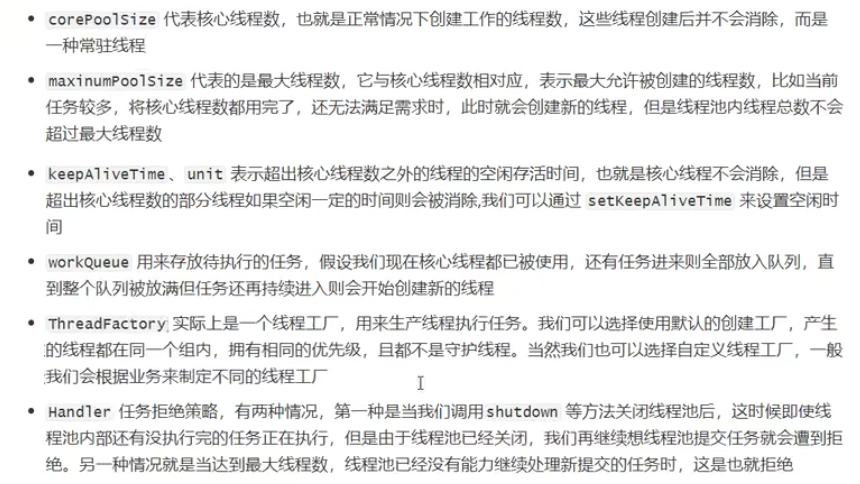 corePoolSize 代表核心线程数，也就是正常情况下创建工作的线程数，这些线程创建后并不会消除，而是
一种常驻线程
maxinumPoolSize 代表的是最大线程数，它与核心线程数相对应，表示最大允许被创建的线程数，比如当前
任务较多，将核心线程数都用完了，还无法满足需求时，此时就会创建新的线程，但是线程池内线程总数不会
超过最大线程数
keepAliveTime、unit 表示超出核心线程数之外的线程的空闲存活时间，也就是核心线程不会消除，但是
超出核心线程数的部分线程如果空闲一定的时间则会被消除,我们可以通过 setKeepAliveTime 来设置空闲时
间
workQueue 用来存放待执行的任务，假设我们现在核心线程都已被使用，还有任务进来则全部放入队列，直
到整个队列被放满但任务还再持续进入则会开始创建新的线程
ThreadFactory 实际上是一个线程工厂，用来生产线程执行任务。我们可以选择使用默认的创建工厂，产生
的线程都在同一个组内，拥有相同的优先级，且都不是守护线程。当然我们也可以选择自定义线程工厂，一般
我们会根据业务来制定不同的线程工厂
Handler 任务拒绝策略，有两种情况，第一种是当我们调用 shutdown 等方法关闭线程池后，这时候即使线
程池内部还有没执行完的任务正在执行，但是由于线程池已经关闭，我们再继续想线程池提交任务就会遭到拒
绝。另一种情况就是当达到最大线程数，线程池已经没有能力继续处理新提交的任务时，这是也就拒绝